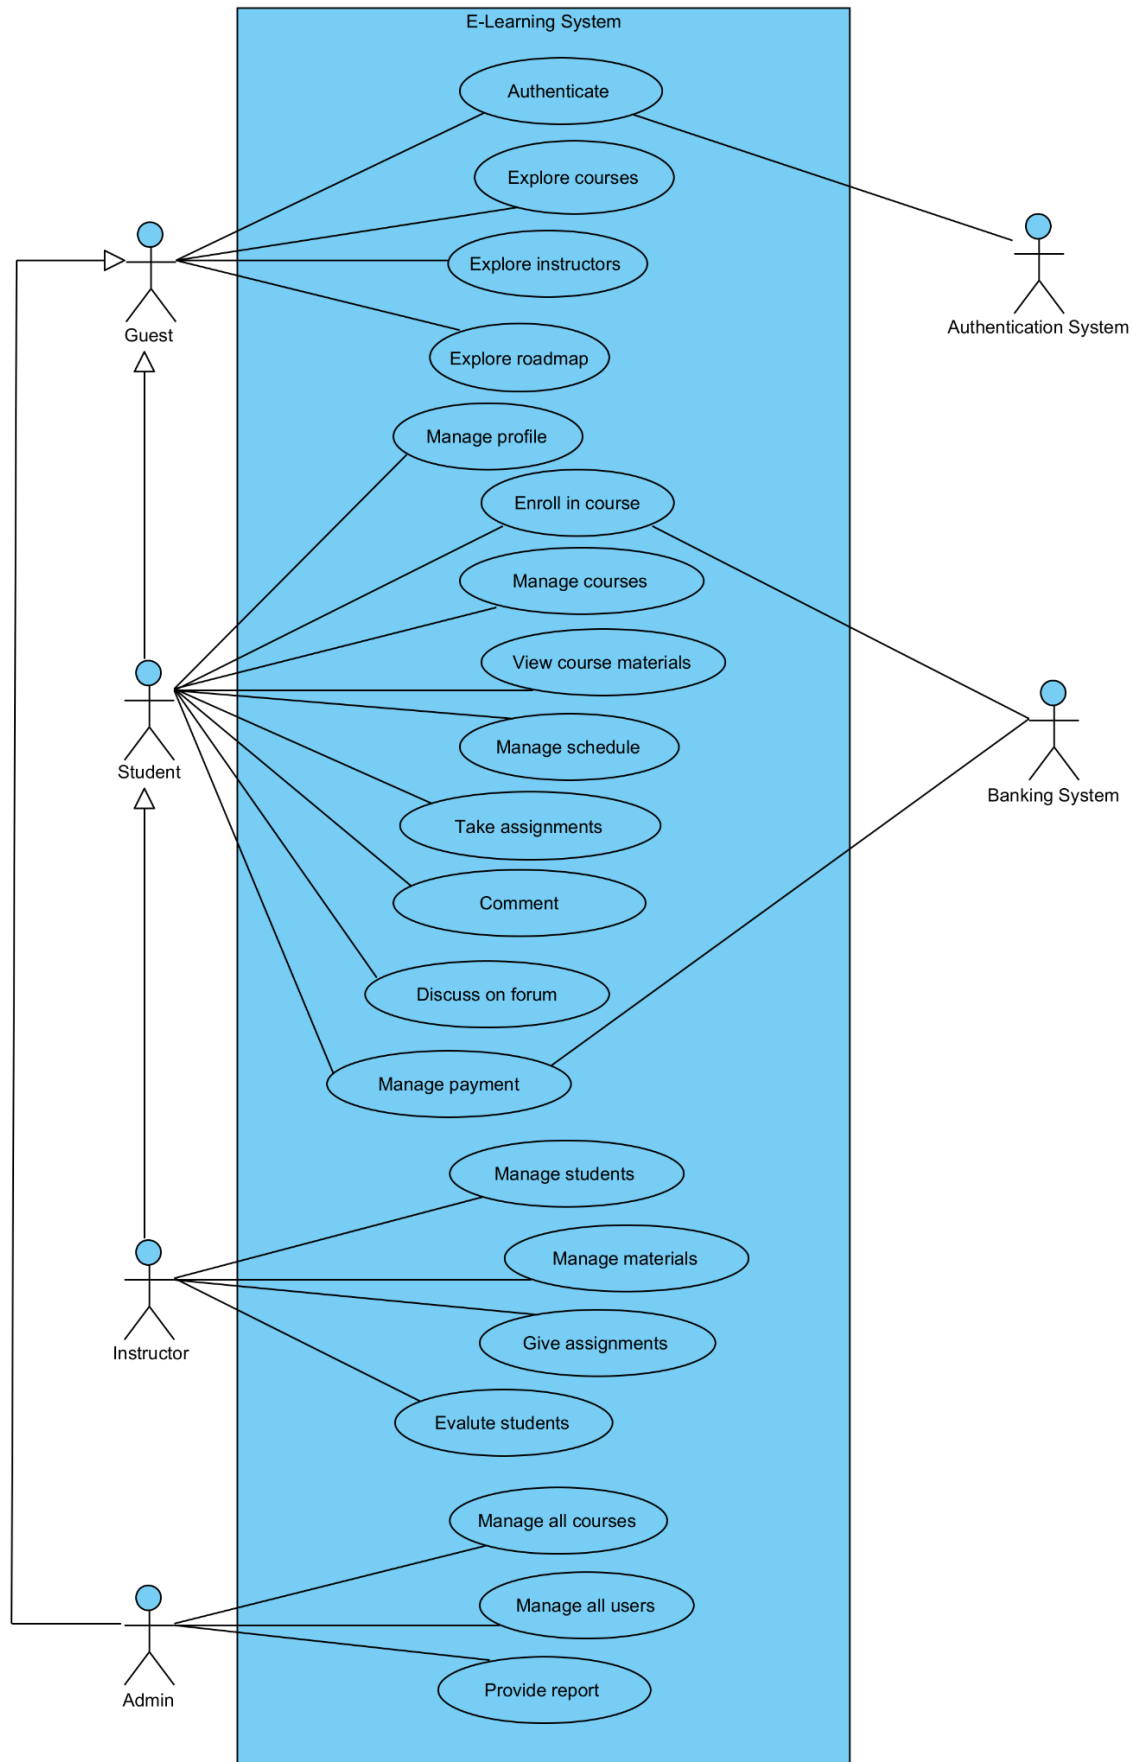 E-Learning System
Authenticate
Explore courses
Explore instructors
Guest
Authentication System
Explore roadmap
Manage profile
Enroll in course
Manage courses
View course materials
Manage schedule
Student
Banking System
Take assignments
Comment
Discuss on forum
Manage payment
Manage students
Manage materials
Give assignments
Instructor
Evalute students
Manage all courses
Manage all users
Provide report
Admin